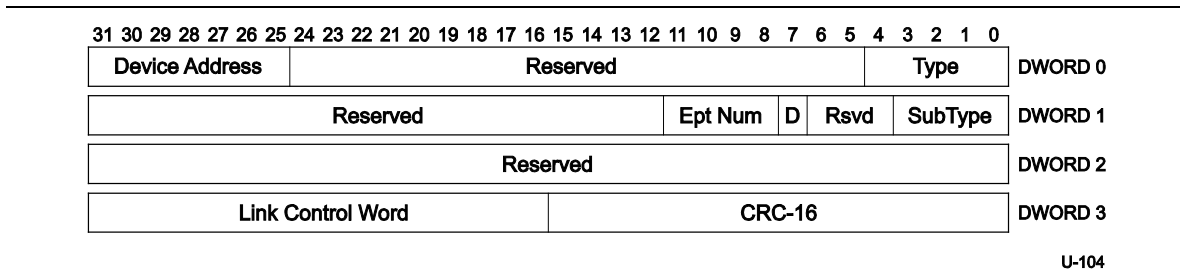 31 30 29 28 27 26 25 24 23 22 21 20 19 18 17 16 15 14 13 12 11 10 9 8 7 6 5 4 3 2 1 0
Device Address Reserved Type DWORD 0
Reserved Ept Num D Rsvd SubType DWORD 1
Reserved DWORD 2
Link Control Word CRC-16 DWORD 3
U-104